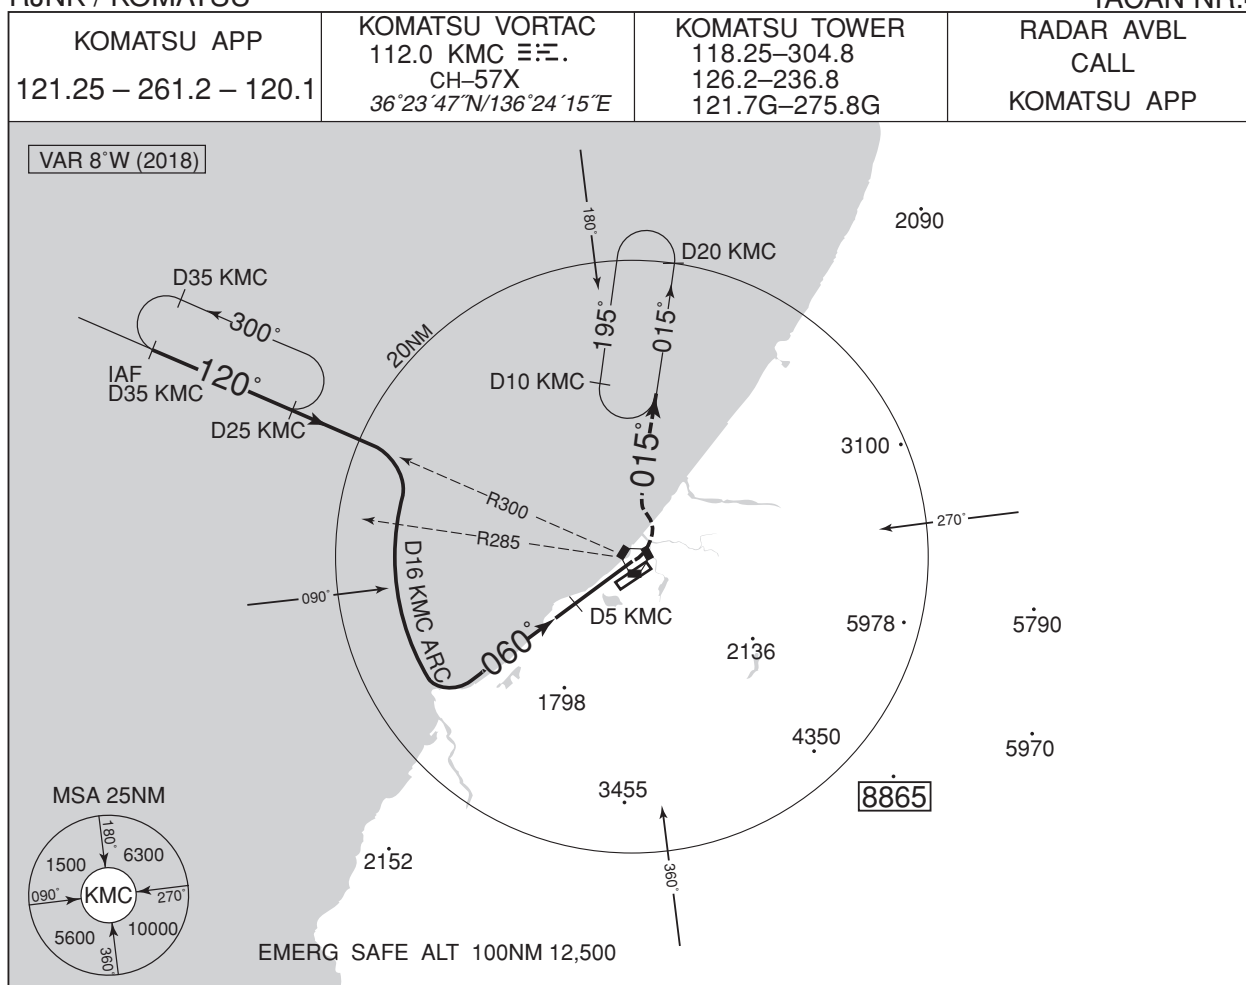 RJNK / KOMATSU
TACAN NR.
KOMATSU APP
121.25 – 261.2 – 120.1
KOMATSU VORTAC
112.0 KMC
CH–57X
36°23´47˝N/136°24´15˝E
KOMATSU TOWER
118.25–304.8
126.2–236.8
121.7G–275.8G
RADAR AVBL
CALL
KOMATSU APP
VAR 8°W (2018)
180°
2090
D20 KMC
D35 KMC
300°
195°
015°
20NM
IAF
D35 KMC
120°
D10 KMC
D25 KMC
015°
3100
R300
R285
270°
D16 KMC ARC
090°
D5 KMC
060°
5978
5790
2136
1798
4350
5970
3455
8865
MSA 25NM
180°
1500
6300
2152
360°
090°
KMC
270°
5600
10000
360°
EMERG SAFE ALT 100NM 12,500